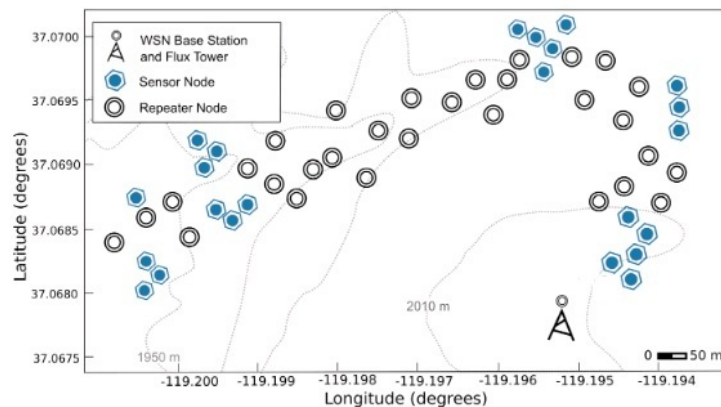 37.0700
37.0695
37.0690
37.0685
37.0680
37.0675
Latitude (degrees)
WSN Base Station
and Flux Tower
Sensor Node
Repeater Node
1950 m
2010 m
0 50 m
-119.200 -119.199 -119.198 -119.197 -119.196 -119.195 -119.194
Longitude (degrees)